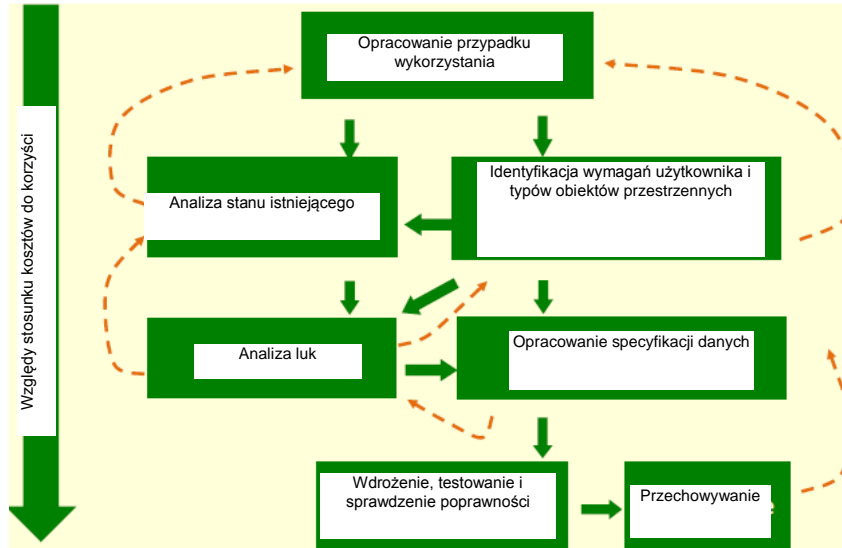 Opracowanie przypadku
wykorzystania
Względy stosunku kosztów do korzyści
Analiza stanu istniejącego
Identyfikacja wymagań użytkownika i
typów obiektów przestrzennych
Analiza luk
Opracowanie specyfikacji danych
Wdrożenie, testowanie i
sprawdzenie poprawności
Przechowywanie